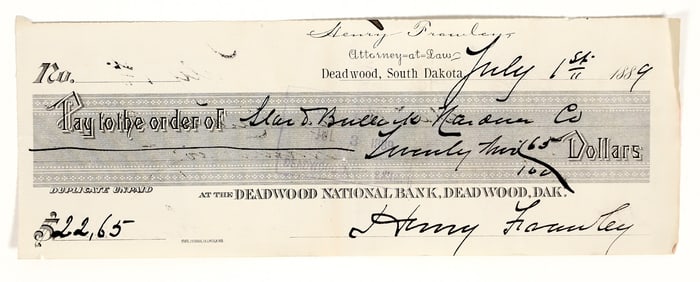 Henry Frawley,
Attorney-at-Law
No.
Deadwood, South Dakota, July 1st 1889
Pay to the order of Star & Bullock Hardware Co
Twenty two 65/100 Dollars
DUPLICATE UNPAID
AT THE DEADWOOD NATIONAL BANK, DEADWOOD, DAK.
$22,65
Henry Frawley